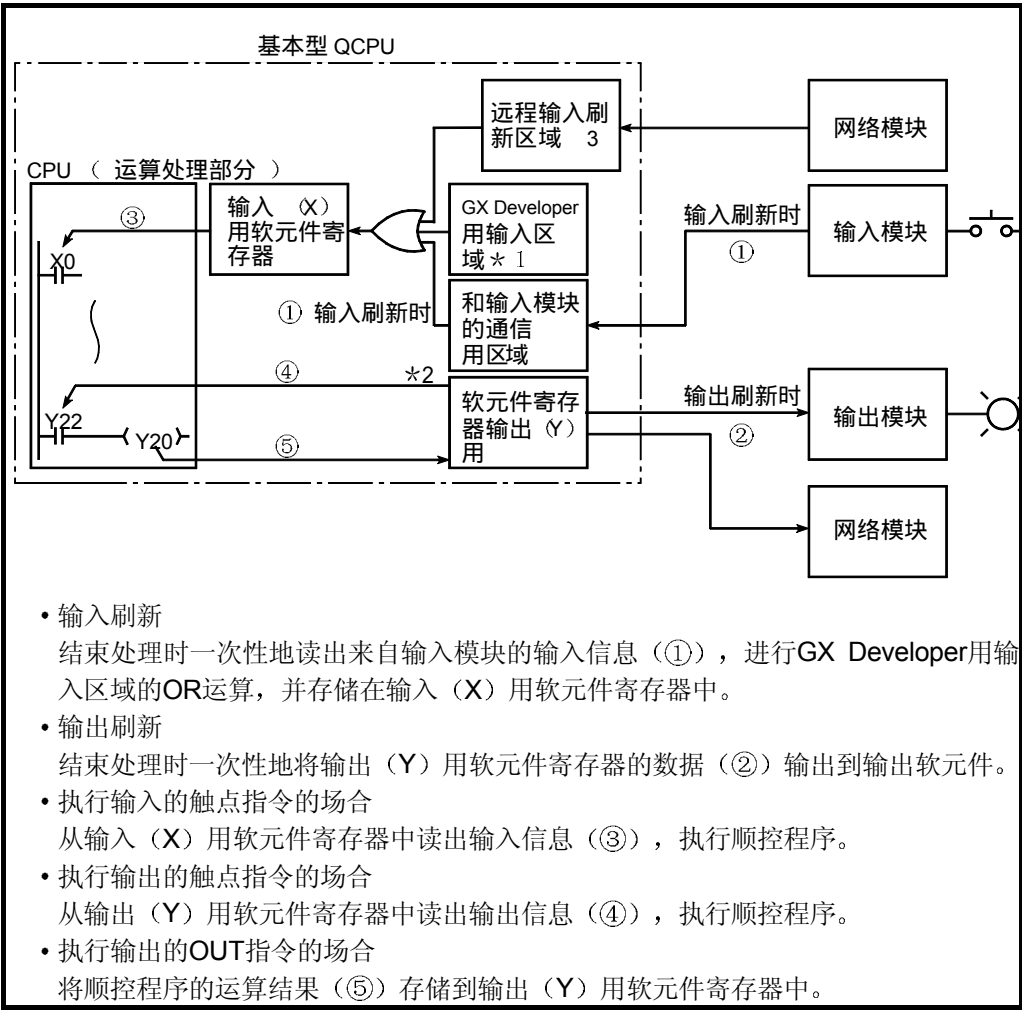 基本型 QCPU
远程输入刷
新区域 3
网络模块
CPU （ 运算处理部分 ）
③
X0
输入 （X）
用软元件寄
存器
GX Developer
用输入区
域＊1
输入刷新时
①
输入模块
① 输入刷新时
和输入模块
的通信
用区域
④
＊2
Y22
Y20
⑤
软元件寄存
器输出（Y）
用
输出刷新时
②
输出模块
网络模块
• 输入刷新
结束处理时一次性地读出来自输入模块的输入信息（①），进行GX Developer用输
入区域的OR运算，并存储在输入（X）用软元件寄存器中。
• 输出刷新
结束处理时一次性地将输出（Y）用软元件寄存器的数据（②）输出到输出软元件。
• 执行输入的触点指令的场合
从输入（X）用软元件寄存器中读出输入信息（③），执行顺控程序。
• 执行输出的触点指令的场合
从输出（Y）用软元件寄存器中读出输出信息（④），执行顺控程序。
• 执行输出的OUT指令的场合
将顺控程序的运算结果（⑤）存储到输出（Y）用软元件寄存器中。